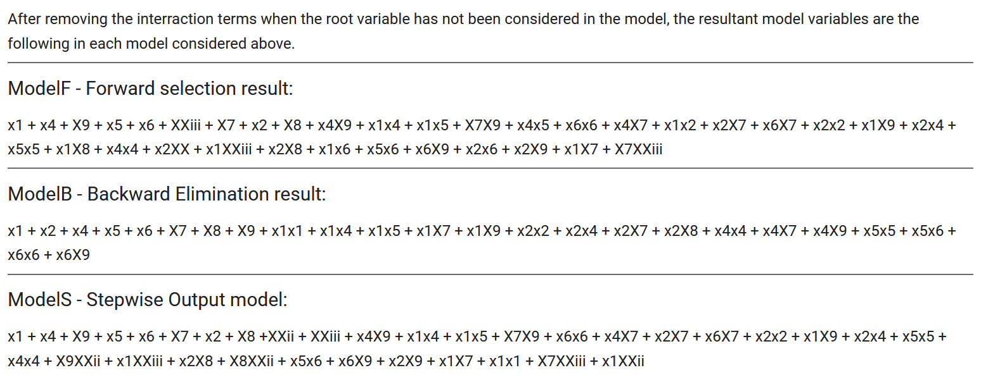 After removing the interraction terms when the root variable has not been considered in the model, the resultant model variables are the
following in each model considered above.
ModelF - Forward selection result:
x1 + x4 + X9 + x5 + x6 + XXiii + X7 + x2 + X8 + x4X9 + x1x4 + x1x5 + X7X9 + x4x5 + x6x6 + x4X7 + x1x2 + x2X7 + x6X7 + x2x2 + x1X9 + x2x4 +
x5x5 + x1X8 + x4x4 + x2XX + x1XXiii + x2X8 + x1x6 + x5x6 + x6X9 + x2x6 + x2X9 + x1X7 + X7XXiii
ModelB - Backward Elimination result:
x1 + x2 + x4 + x5 + x6 + X7 + X8 + X9 + x1x1 + x1x4 + x1x5 + x1X7 + x1X9 + x2x2 + x2x4 + x2X7 + x2X8 + x4x4 + x4X7 + x4X9 + x5x5 + x5x6 +
x6x6 + x6X9
ModelS - Stepwise Output model:
x1 + x4 + X9 + x5 + x6 + X7 + x2 + X8 +XXii + XXiii + x4X9 + x1x4 + x1x5 + X7X9 + x6x6 + x4X7 + x2X7 + x6X7 + x2x2 + x1X9 + x2x4 + x5x5 +
x4x4 + X9XXii + x1XXiii + x2X8 + X8XXii + x5x6 + x6X9 + x2X9 + x1X7 + x1x1 + X7XXiii + x1XXii